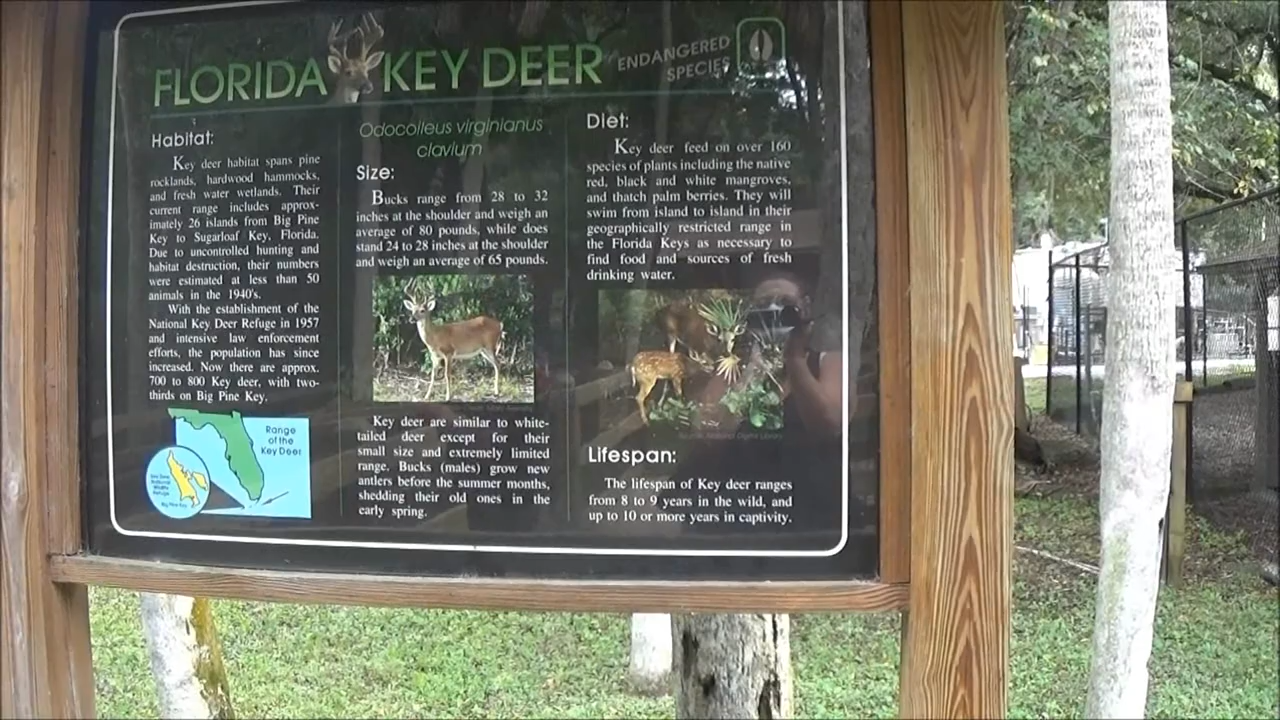 FLORIDA KEY DEER
ENDANGERED
SPECIES
Habitat:
Key deer habitat spans pine
rocklands, hardwood hammocks,
and fresh water wetlands. Their
current range includes approx-
imately 26 islands from Big Pine
Key to Sugarloaf Key, Florida.
Due to uncontrolled hunting and
habitat destruction, their numbers
were estimated at less than 50
animals in the 1940's.
With the establishment of the
National Key Deer Refuge in 1957
and intensive law enforcement
efforts, the population has since
increased. Now there are approx.
700 to 800 Key deer, with two-
thirds on Big Pine Key.
Range
of the
Key Deer
Key Deer
National
Wildlife
Refuge
Big Pine Key
Odocoileus virginianus
clavium
Size:
Bucks range from 28 to 32
inches at the shoulder and weigh an
average of 80 pounds, while does
stand 24 to 28 inches at the shoulder
and weigh an average of 65 pounds.
Key deer are similar to white-
tailed deer except for their
small size and extremely limited
range. Bucks (males) grow new
antlers before the summer months,
shedding their old ones in the
early spring.
Diet:
Key deer feed on over 160
species of plants including the native
red, black and white mangroves,
and thatch palm berries. They will
swim from island to island in their
geographically restricted range in
the Florida Keys as necessary to
find food and sources of fresh
drinking water.
Lifespan:
The lifespan of Key deer ranges
from 8 to 9 years in the wild, and
up to 10 or more years in captivity.